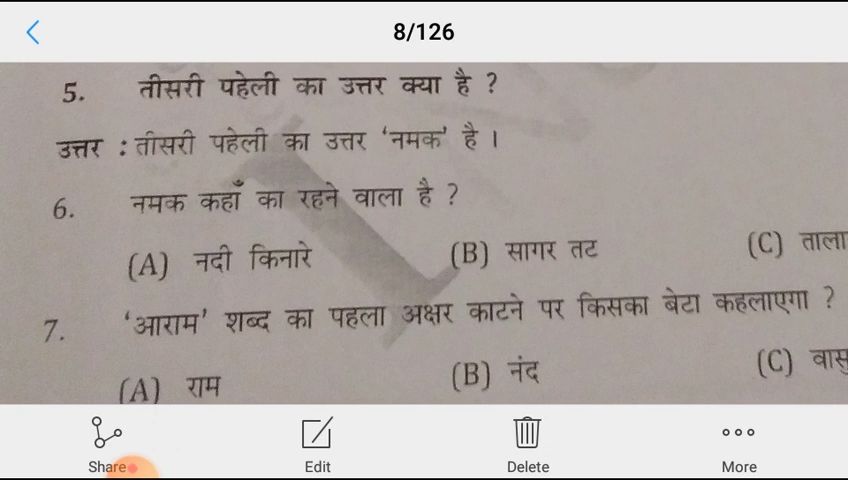 8/126
5. तीसरी पहेली का उत्तर क्या है ?
उत्तर : तीसरी पहेली का उत्तर ‘नमक’ है ।
6. नमक कहाँ का रहने वाला है ?
(A) नदी किनारे (B) सागर तट (C) ताला
7. ‘आराम’ शब्द का पहला अक्षर काटने पर किसका बेटा कहलाएगा ?
(A) राम (B) नंद (C) वासु
Share Edit Delete More